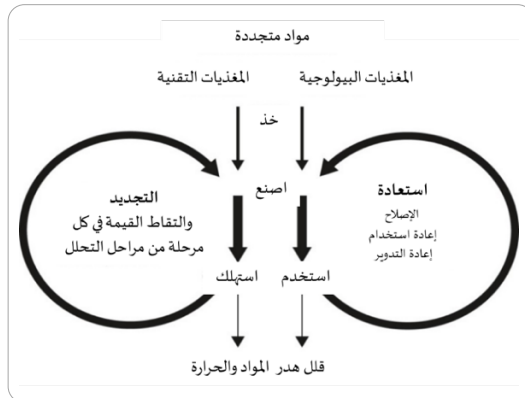 مواد متجددة
المغذيات البيولوجية
المغذيات التقنية
خذ
اصنع
استعادة
الإصلاح
إعادة استخدام
إعادة التدوير
التجديد
والتقاط القيمة في كل
مرحلة من مراحل التحلل
استخدم
استهلك
قلل هدر المواد والحرارة